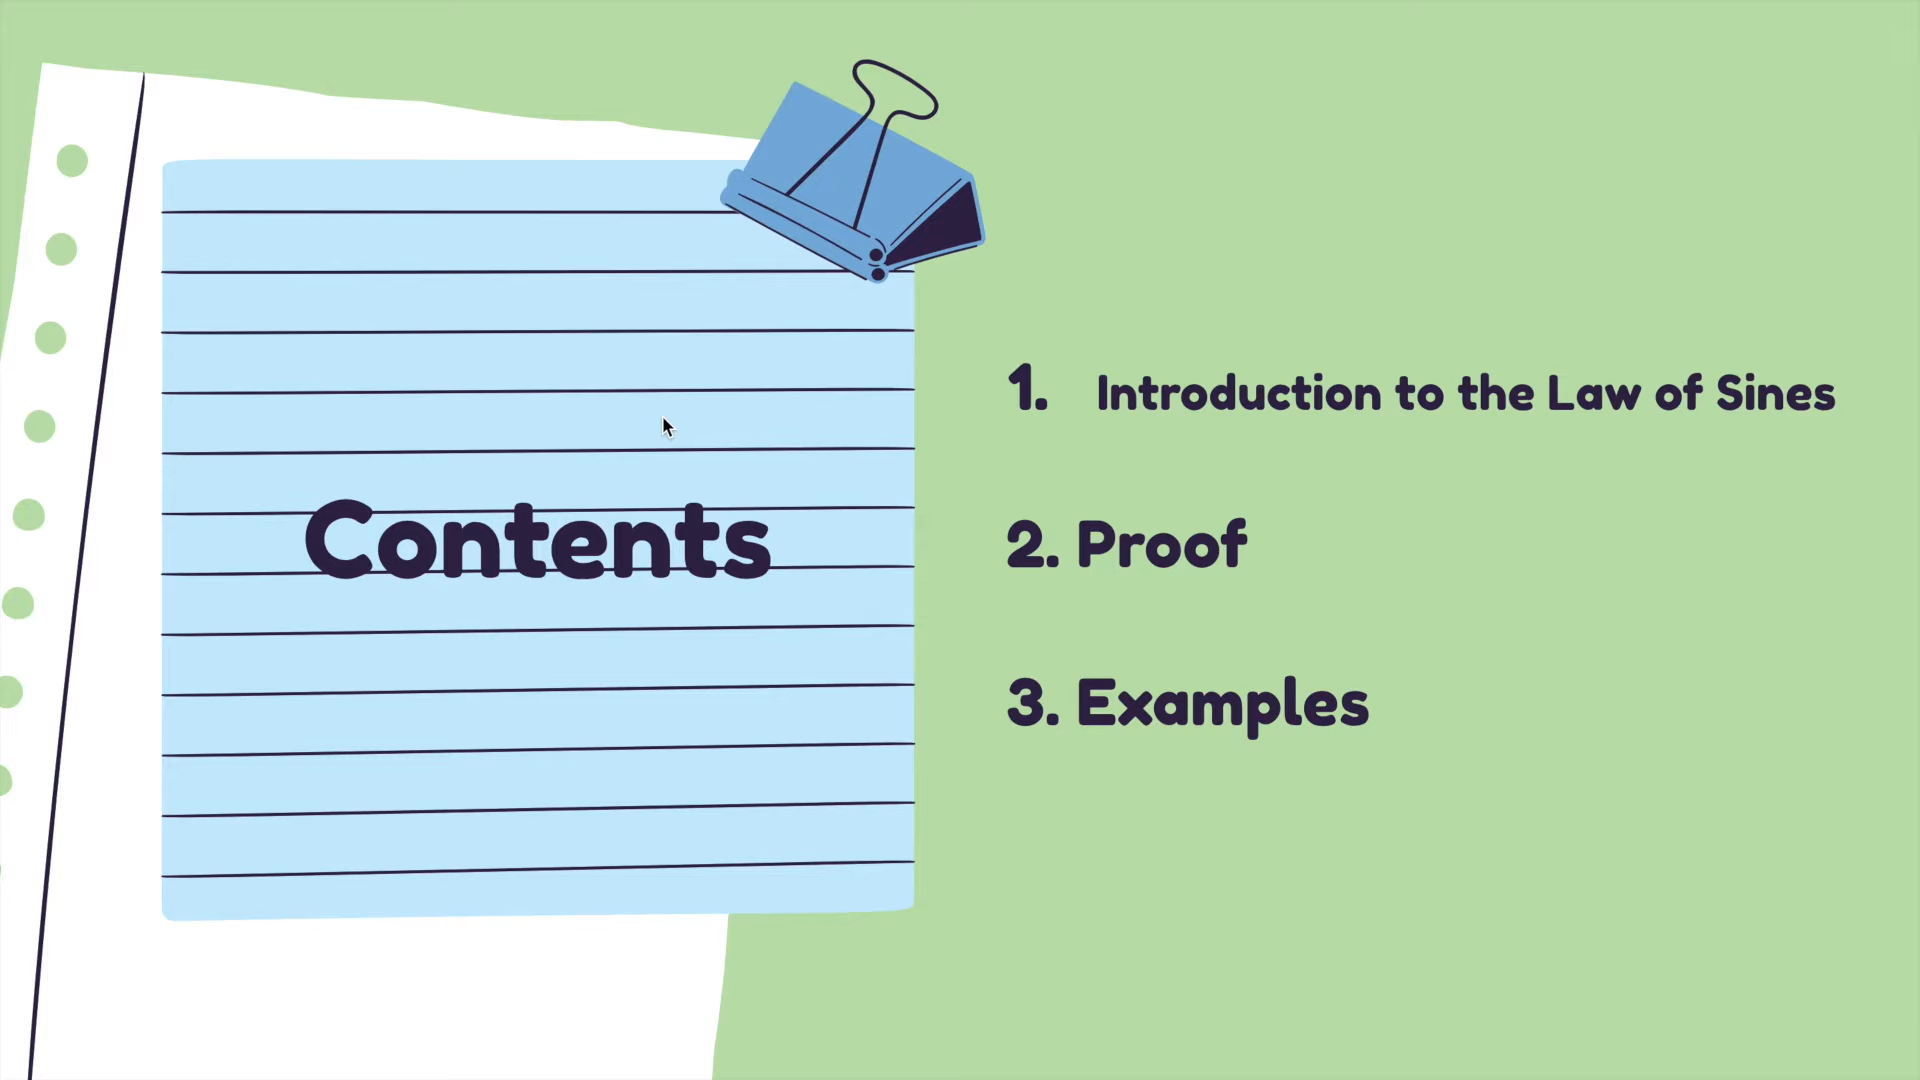 Contents
1. Introduction to the Law of Sines
2. Proof
3. Examples